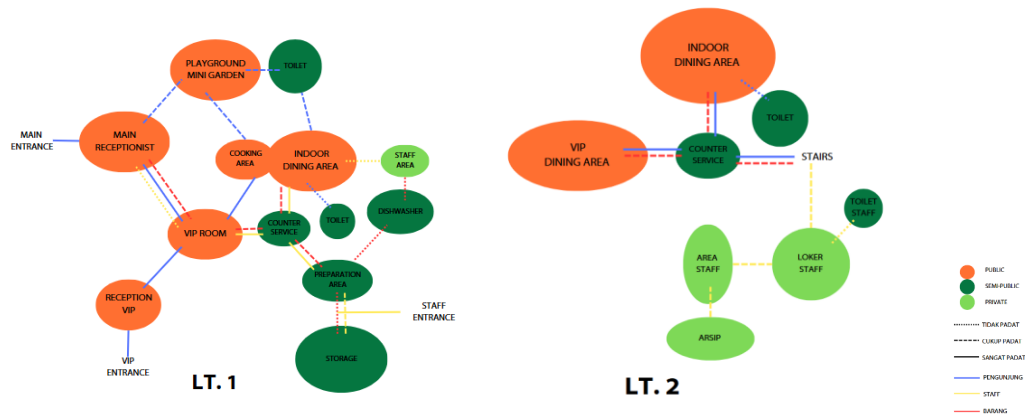 PLAYGROUND
MINI GARDEN
TOILET
MAIN
ENTRANCE
MAIN
RECEPTIONIST
COOKING
AREA
INDOOR
DINING AREA
STAFF
AREA
DISHWASHER
VIP ROOM
COUNTER
SERVICE
TOILET
PREPARATION
AREA
RECEPTION
VIP
STAFF
ENTRANCE
VIP
ENTRANCE
STORAGE
LT. 1
INDOOR
DINING AREA
TOILET
VIP
DINING AREA
COUNTER
SERVICE
STAIRS
TOILET
STAFF
AREA
STAFF
LOKER
STAFF
ARSIP
LT. 2
PUBLIC
SEMI-PUBLIC
PRIVATE
TIDAK PADAT
CUKUP PADAT
SANGAT PADAT
PENGUNJUNG
STAFF
BARANG